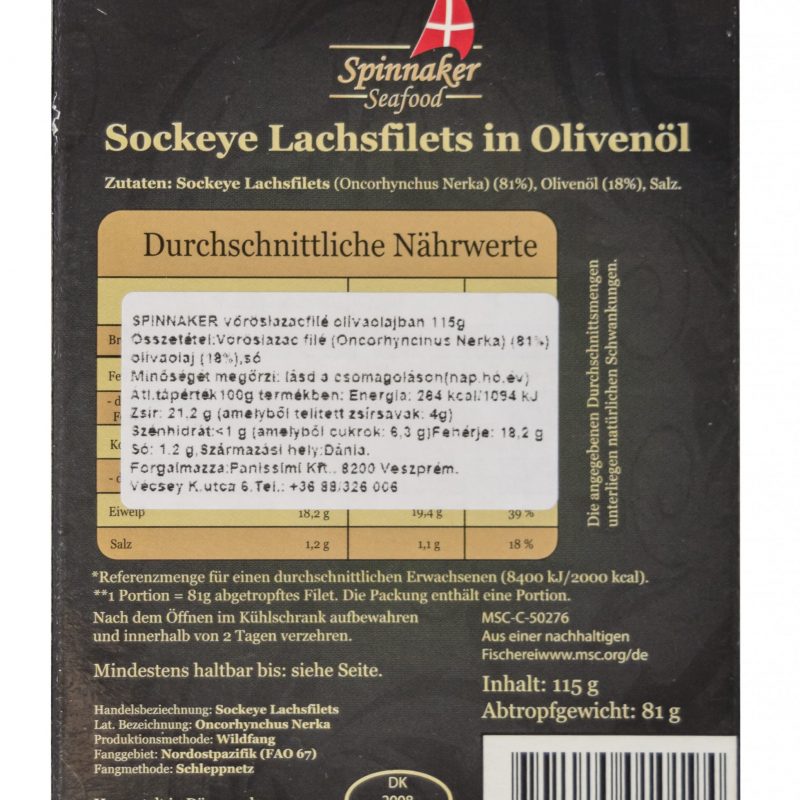 Spinnaker
Seafood
Sockeye Lachsfilets in Olivenöl
Zutaten: Sockeye Lachsfilets (Oncorhynchus Nerka) (81%), Olivenöl (18%), Salz.
Durchschnittliche Nährwerte
SPINNAKER vöröslazacfilé olivaolajban 115g
Összetétel:Vöröslazac filé (Oncorhyncinus Nerka) (81%)
olívaolaj (18%),só
Minőségét megőrzi: lásd a csomagoláson(nap.hó.év)
Átl.tápérték100g termékben: Energia: 264 kcal/1094 kJ
Zsír: 21,2 g (amelyből telített zsírsavak: 4g)
Szénhidrát:<1 g (amelyből cukrok: 6,3 g)Fehérje: 18,2 g
Só: 1,2 g,Származási hely:Dánia.
Forgalmazza:Panissimi Kft.. 8200 Veszprém.
Vécsey K.utca 6.Tel.: +36 88/326 006
Eiweiß 18,2 g 19,4 g 39 %
Salz 1,2 g 1,1 g 18 %
Die angegebenen Durchschnittsmengen
unterliegen natürlichen Schwankungen.
*Referenzmenge für einen durchschnittlichen Erwachsenen (8400 kJ/2000 kcal).
**1 Portion = 81g abgetropftes Filet. Die Packung enthält eine Portion.
Nach dem Öffnen im Kühlschrank aufbewahren
und innerhalb von 2 Tagen verzehren.
Mindestens haltbar bis: siehe Seite.
MSC-C-50276
Aus einer nachhaltigen
Fischereiwww.msc.org/de
Inhalt: 115 g
Abtropfgewicht: 81 g
Handelsbeziechnung: Sockeye Lachsfilets
Lat. Bezeichnung: Oncorhynchus Nerka
Produktionsmethode: Wildfang
Fanggebiet: Nordostpazifik (FAO 67)
Fangmethode: Schleppnetz
DK